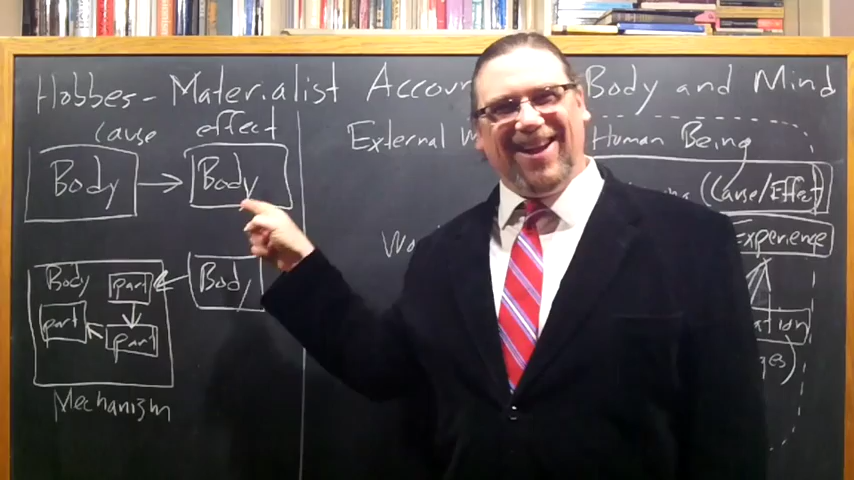 Hobbes - Materialist Accoun Body and Mind
cause effect
Body Body
External Human Being
(Cause/Effect)
Experience
Body part Body
part
part
Mechanism